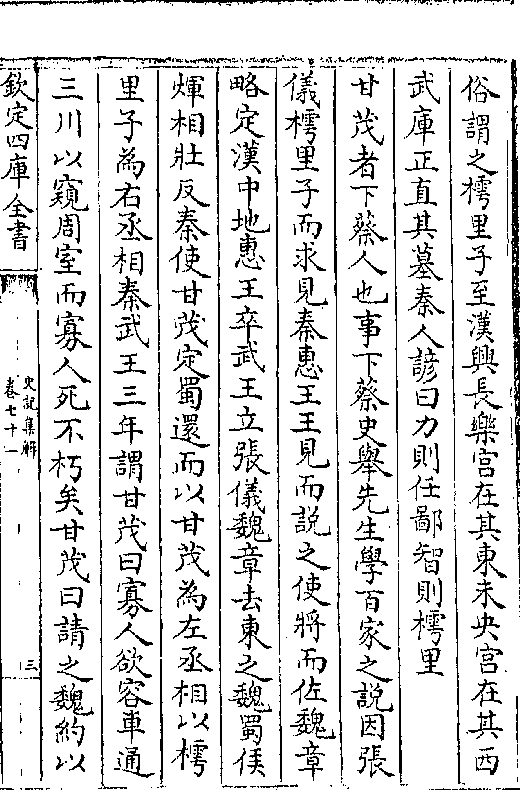 俗謂之樗里子至漢興長樂宫在其東未央宫在其西
武庫正直其墓秦人諺曰力則任鄙智則樗里
甘茂者下蔡人也事下蔡史舉先生學百家之説因張
儀樗里子而求見秦惠王王見而説之使將而佐魏章
略定漢中地惠王卒武王立張儀魏章去東之魏蜀侯
煇相壯反秦使甘茂定蜀還而以甘茂為左丞相以樗
里子為右丞相秦武王三年謂甘茂曰寡人欲容車通
三川以窺周室而寡人死不朽矣甘茂曰請之魏約以
欽定四庫全書
史記集解
卷七十一
三